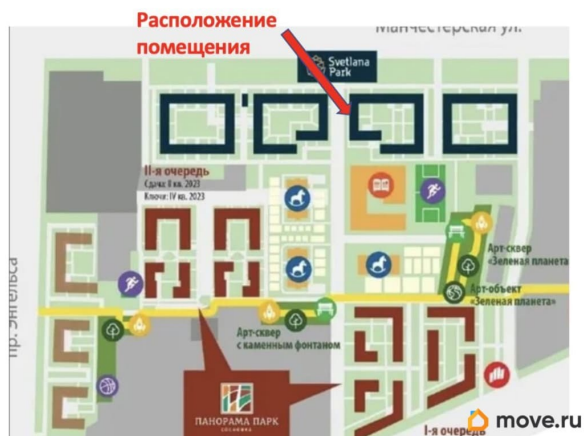 Расположение
помещения
Манчестерская ул.
Svetlana
Park
II-я очередь
Сдача: II кв. 2023
Ключи: IV кв. 2023
пр. Энгельса
Арт-сквер
«Зеленая планета»
Арт-объект
«Зеленая планета»
Арт-сквер
с каменным фонтаном
ПАНОРАМА ПАРК
СОСНОВКА
I-я очередь
move.ru